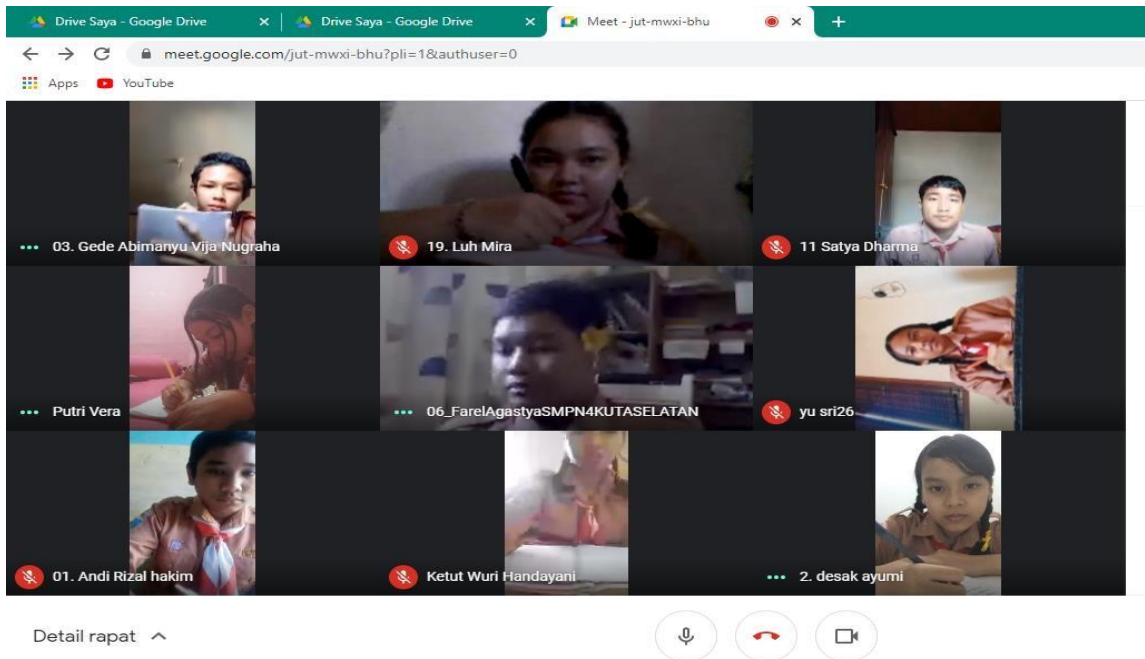 Drive Saya - Google Drive
Drive Saya - Google Drive
Meet - jut-mwxi-bhu
meet.google.com/jut-mwxi-bhu?pli=1&authuser=0
Apps
YouTube
03. Gede Abimanyu Vija Nugraha
19. Luh Mira
11 Satya Dharma
Putri Vera
06_FarelAgastyaSMPN4KUTASELATAN
yu sri26
01. Andi Rizal hakim
Ketut Wuri Handayani
2. desak ayumi
Detail rapat